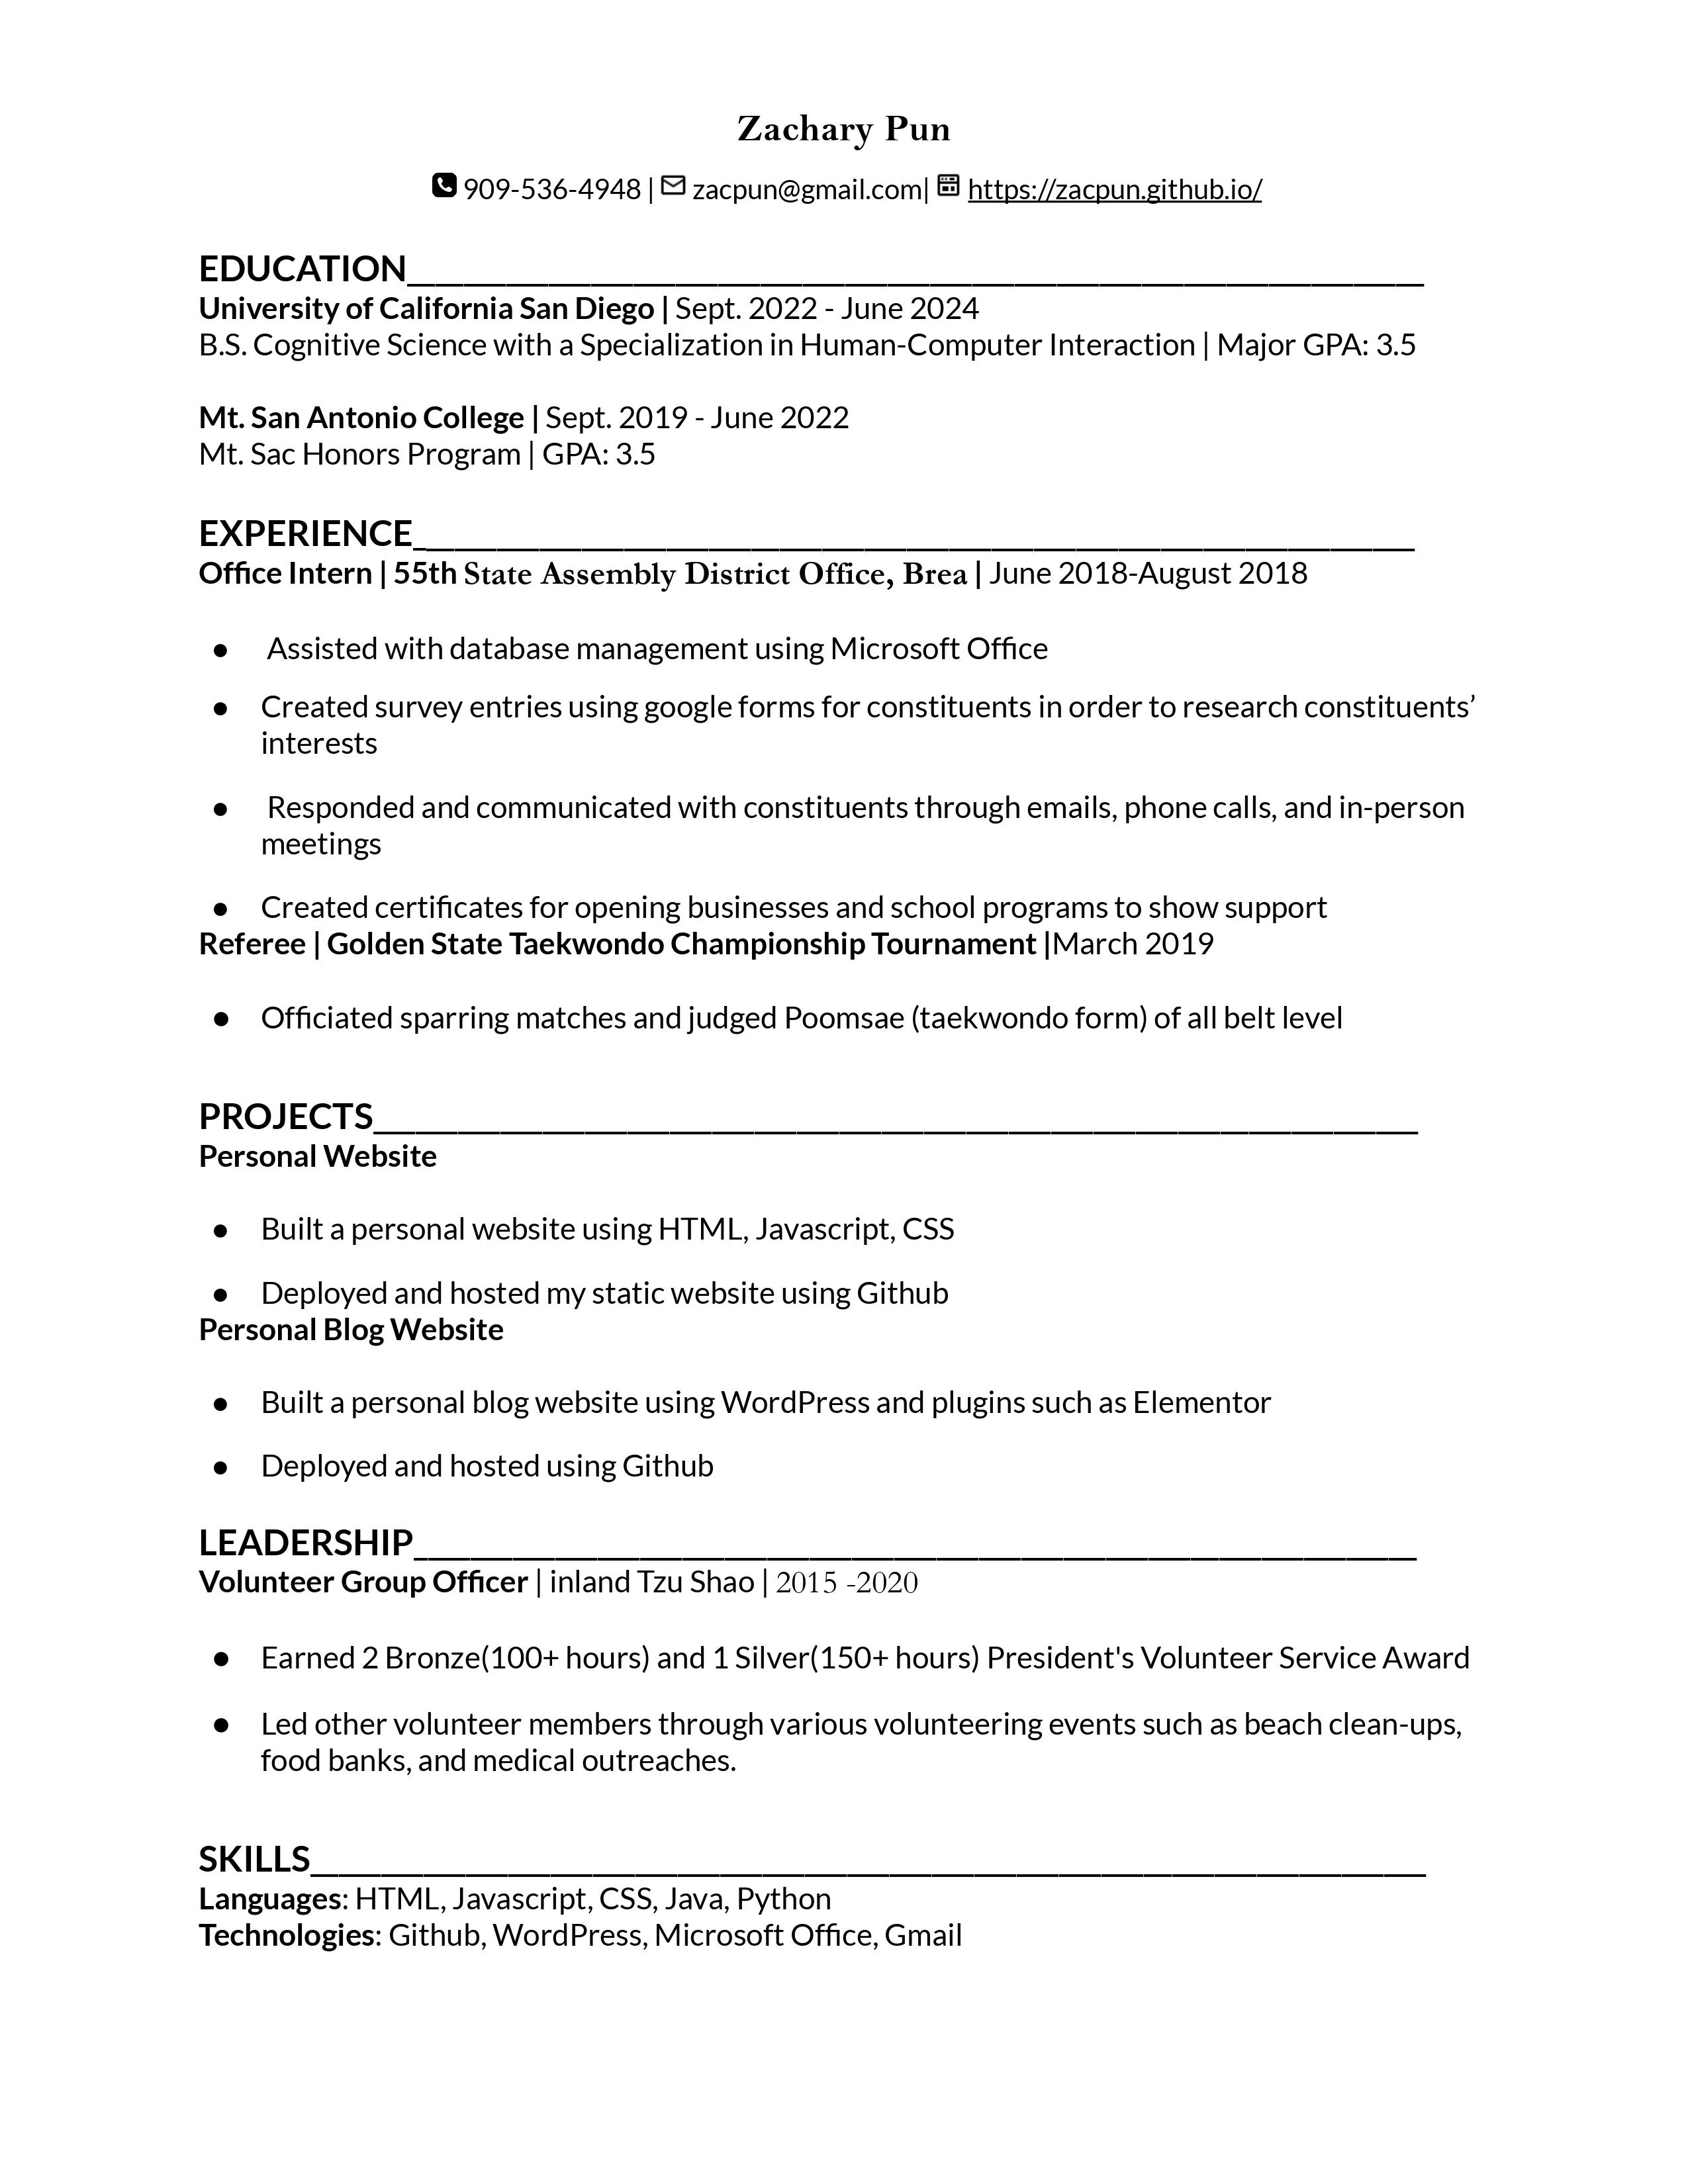 Zachary Pun
909-536-4948 | zacpun@gmail.com| https://zacpun.github.io/
EDUCATION
University of California San Diego | Sept. 2022 - June 2024
B.S. Cognitive Science with a Specialization in Human-Computer Interaction | Major GPA: 3.5
Mt. San Antonio College | Sept. 2019 - June 2022
Mt. Sac Honors Program | GPA: 3.5
EXPERIENCE
Office Intern | 55th State Assembly District Office, Brea | June 2018-August 2018
● Assisted with database management using Microsoft Office
● Created survey entries using google forms for constituents in order to research constituents’
interests
● Responded and communicated with constituents through emails, phone calls, and in-person
meetings
● Created certificates for opening businesses and school programs to show support
Referee | Golden State Taekwondo Championship Tournament |March 2019
● Officiated sparring matches and judged Poomsae (taekwondo form) of all belt level
PROJECTS
Personal Website
● Built a personal website using HTML, Javascript, CSS
● Deployed and hosted my static website using Github
Personal Blog Website
● Built a personal blog website using WordPress and plugins such as Elementor
● Deployed and hosted using Github
LEADERSHIP
Volunteer Group Officer | inland Tzu Shao | 2015 -2020
● Earned 2 Bronze(100+ hours) and 1 Silver(150+ hours) President's Volunteer Service Award
● Led other volunteer members through various volunteering events such as beach clean-ups,
food banks, and medical outreaches.
SKILLS
Languages: HTML, Javascript, CSS, Java, Python
Technologies: Github, WordPress, Microsoft Office, Gmail